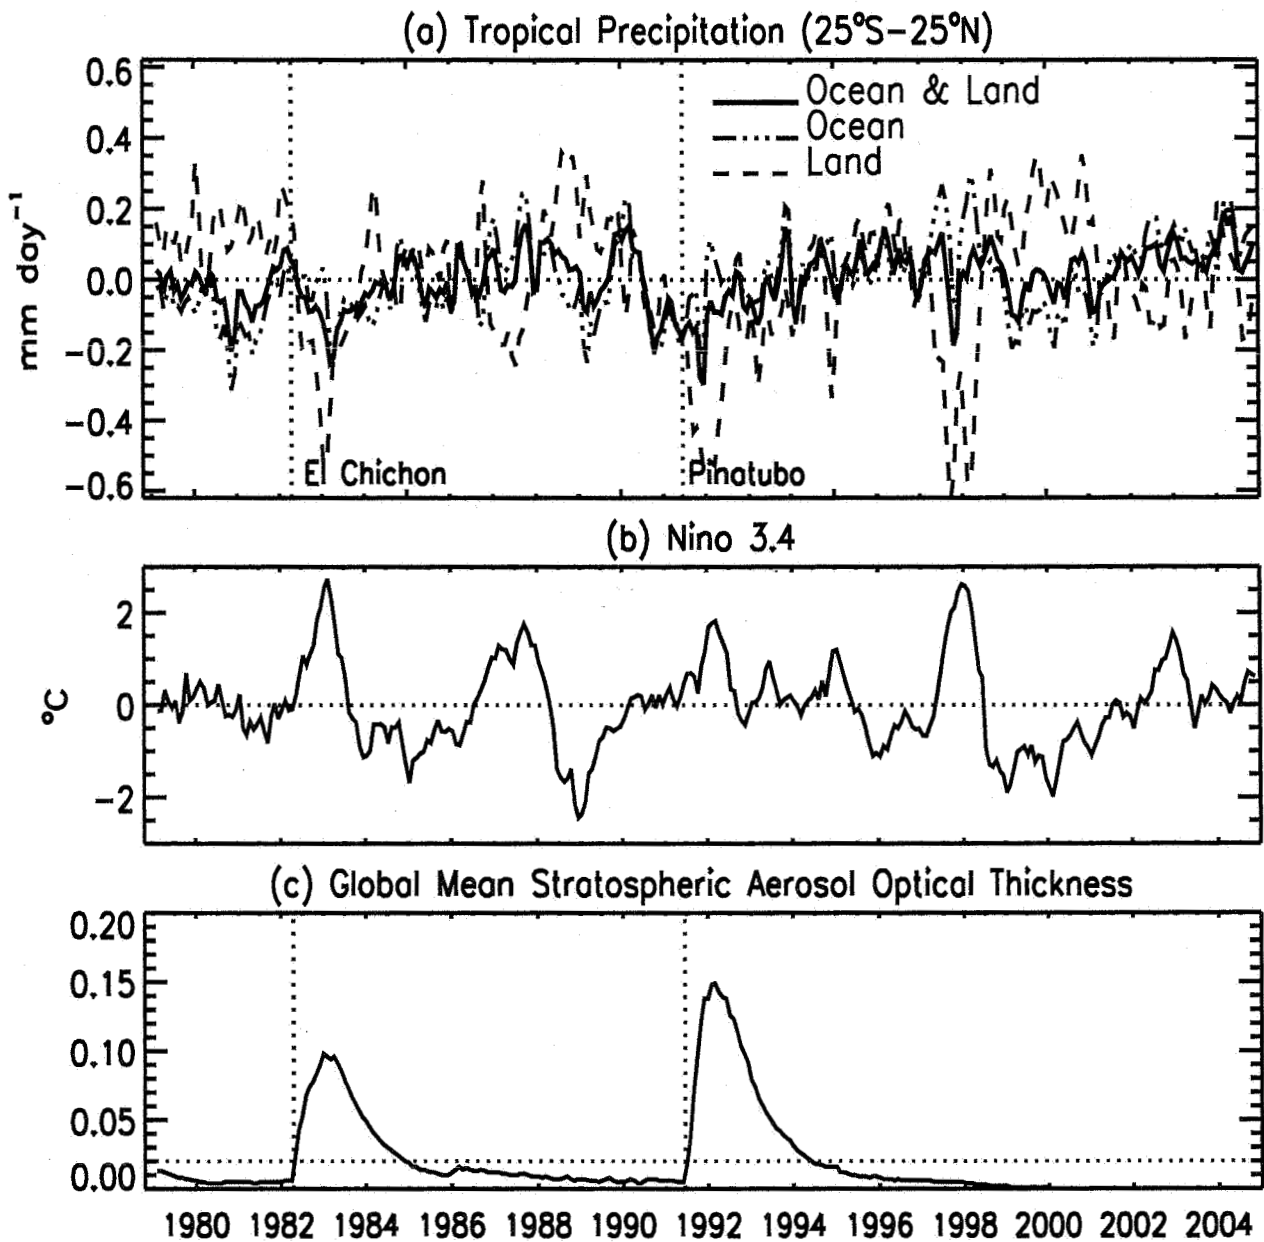 (a) Tropical Precipitation (25°S–25°N)
0.6
0.4
0.2
0.0
−0.2
−0.4
−0.6
mm day⁻¹
Ocean & Land
Ocean
Land
El Chichon
Pinatubo
(b) Nino 3.4
2
0
−2
°C
(c) Global Mean Stratospheric Aerosol Optical Thickness
0.20
0.15
0.10
0.05
0.00
1980 1982 1984 1986 1988 1990 1992 1994 1996 1998 2000 2002 2004